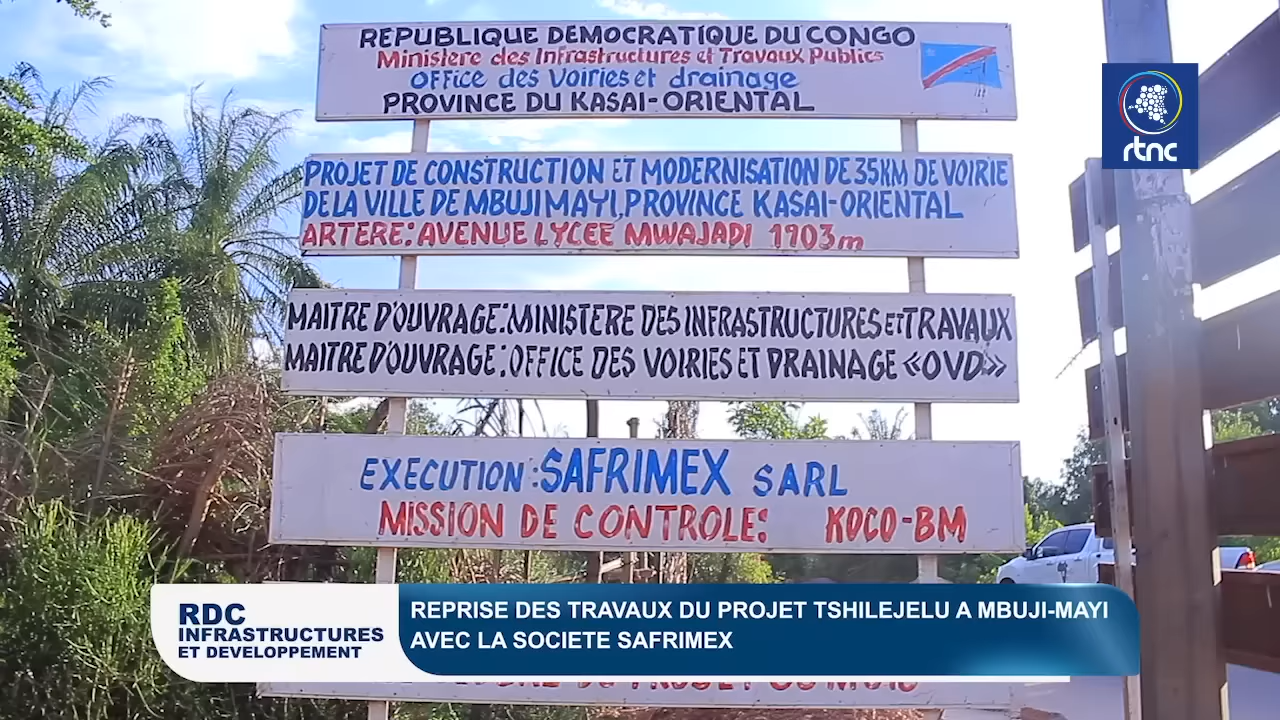 REPUBLIQUE DEMOCRATIQUE DU CONGO
Ministere des Infrastructures et Travaux Publics
Office des Voiries et drainage
PROVINCE DU KASAI-ORIENTAL
rtnc
PROJET DE CONSTRUCTION ET MODERNISATION DE 35KM DE VOIRIE
DE LA VILLE DE MBUJIMAYI, PROVINCE KASAI-ORIENTAL
ARTERE: AVENUE LYCEE MWAJADI 1103m
MAITRE D'OUVRAGE: MINISTERE DES INFRASTRUCTURES ET TRAVAUX
MAITRE D'OUVRAGE: OFFICE DES VOIRIES ET DRAINAGE «OVD»
EXECUTION: SAFRIMEX SARL
MISSION DE CONTROLE: KOCO-BM
RDC
INFRASTRUCTURES
ET DEVELOPPEMENT
REPRISE DES TRAVAUX DU PROJET TSHILEJELU A MBUJI-MAYI
AVEC LA SOCIETE SAFRIMEX